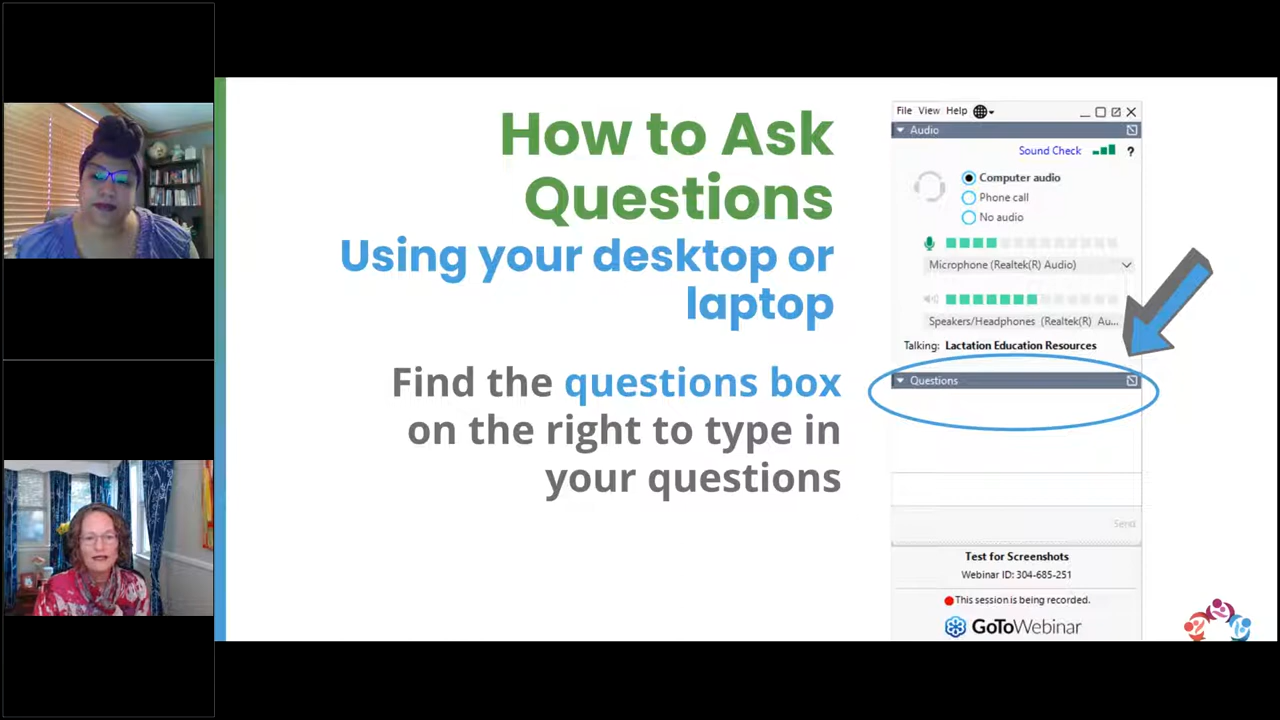 How to Ask
Questions
Using your desktop or
laptop
Find the questions box
on the right to type in
your questions
File View Help
Audio
Sound Check ?
Computer audio
Phone call
No audio
Microphone (Realtek(R) Audio)
Speakers/Headphones (Realtek(R) Au...
Talking: Lactation Education Resources
Questions
Send
Test for Screenshots
Webinar ID: 304-685-251
This session is being recorded.
GoToWebinar